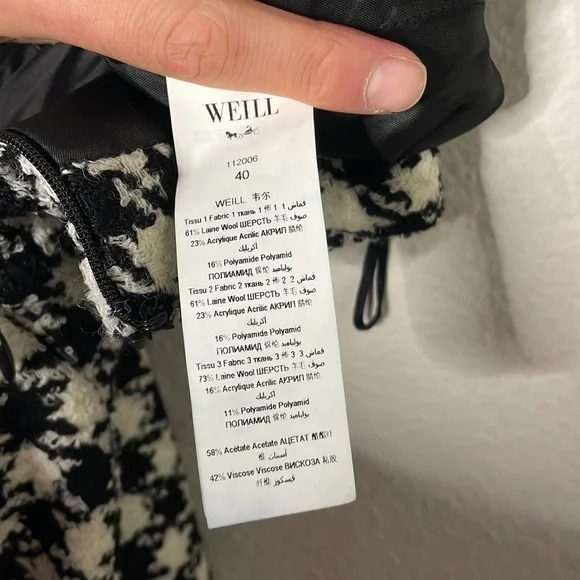 WEILL
112006
40
WEILL 韦尔
Tissu 1 Fabric 1 ткань 1 布 1 1 قماش
61% Laine Wool ШЕРСТЬ 羊毛 صوف
23% Acrylique Acrilic АКРИЛ 腈纶
أكريليك
16% Polyamide Polyamid
ПОЛИАМИД 锦纶 بولياميد
Tissu 2 Fabric 2 ткань 2 布 2 2 قماش
61% Laine Wool ШЕРСТЬ 羊毛 صوف
23% Acrylique Acrilic АКРИЛ 腈纶
أكريليك
16% Polyamide Polyamid
ПОЛИАМИД 锦纶 بولياميد
Tissu 3 Fabric 3 ткань 3 布 3 3 قماش
73% Laine Wool ШЕРСТЬ 羊毛 صوف
16% Acrylique Acrilic АКРИЛ 腈纶
أكريليك
11% Polyamide Polyamid
ПОЛИАМИД 锦纶 بولياميد
58% Acétate Acetate АЦЕТАТ 醋酯纤
维 أسيتات
42% Viscose Viscose ВИСКОЗА 粘胶
纤维 فيسكوز